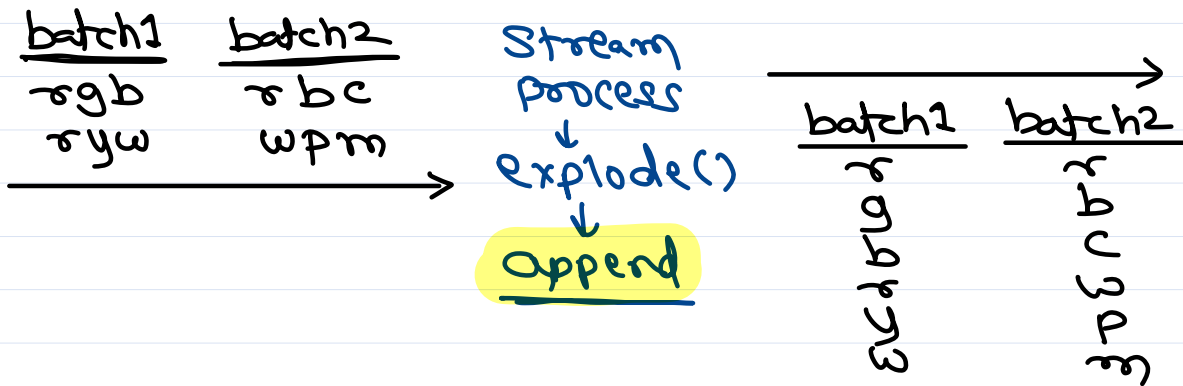 batch1 batch2
rgb rbc
ryw wpm
Stream
process
explode()
append
batch1 batch2
r r
g b
b c
r w
y p
w m